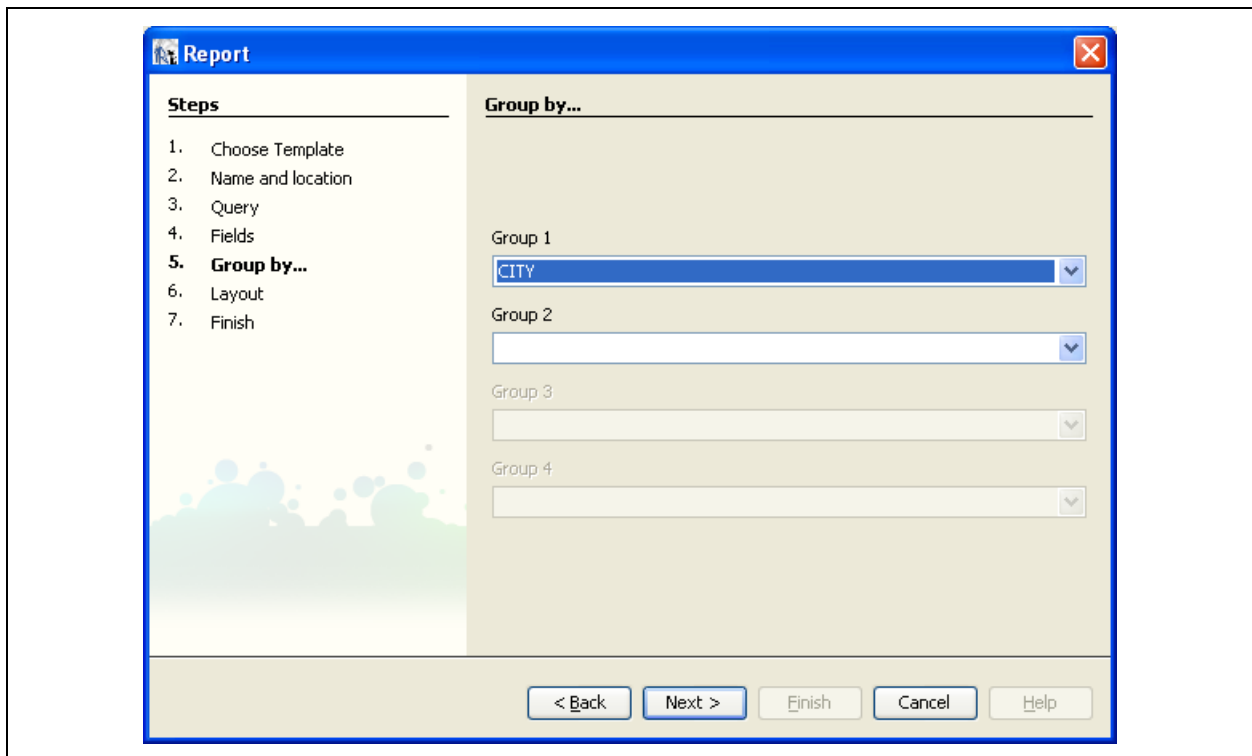 Report
Steps
1. Choose Template
2. Name and location
3. Query
4. Fields
5. Group by...
6. Layout
7. Finish
Group by...
Group 1
CITY
Group 2
Group 3
Group 4
< Back Next > Finish Cancel Help